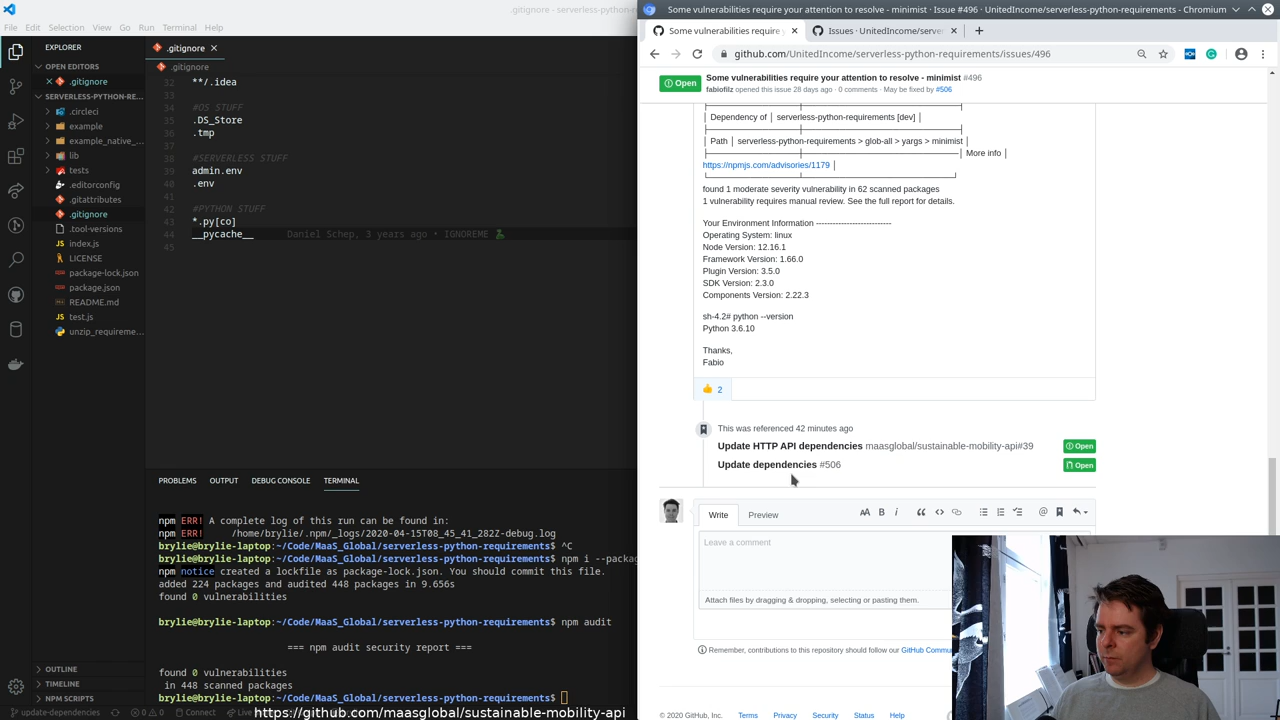 .gitignore - serverless-python
File Edit Selection View Go Run Terminal Help
EXPLORER
OPEN EDITORS
.gitignore
SERVERLESS-PYTHON-RE...
.circleci
example
example_native_...
lib
tests
.editorconfig
.gitattributes
.gitignore
.tool-versions
index.js
LICENSE
package-lock.json
package.json
README.md
test.js
unzip_requireme...
OUTLINE
TIMELINE
NPM SCRIPTS
.gitignore
.gitignore
32 **/.idea
33
34 #OS STUFF
35 .DS_Store
36 .tmp
37
38 #SERVERLESS STUFF
39 admin.env
40 .env
41
42 #PYTHON STUFF
43 *.py[co]
44 __pycache__ Daniel Schep, 3 years ago • IGNOREME 🐍
45
PROBLEMS OUTPUT DEBUG CONSOLE TERMINAL
npm ERR! A complete log of this run can be found in:
npm ERR! /home/brylie/.npm/_logs/2020-04-15T08_45_41_282Z-debug.log
brylie@brylie-laptop:~/Code/MaaS_Global/serverless-python-requirements$ ^C
brylie@brylie-laptop:~/Code/MaaS_Global/serverless-python-requirements$ npm i --packag
npm notice created a lockfile as package-lock.json. You should commit this file.
added 224 packages and audited 448 packages in 9.656s
found 0 vulnerabilities
brylie@brylie-laptop:~/Code/MaaS_Global/serverless-python-requirements$ npm audit
=== npm audit security report ===
found 0 vulnerabilities
in 448 scanned packages
brylie@brylie-laptop:~/Code/MaaS_Global/serverless-python-requirements$
update-dependencies 0 0 Connect Live
https://github.com/maasglobal/sustainable-mobility-api
Some vulnerabilities require your attention to resolve - minimist · Issue #496 · UnitedIncome/serverless-python-requirements - Chromium
Some vulnerabilities require y
Issues · UnitedIncome/server
github.com/UnitedIncome/serverless-python-requirements/issues/496
Open
Some vulnerabilities require your attention to resolve - minimist #496
fabiofilz opened this issue 28 days ago · 0 comments · May be fixed by #506
│ Dependency of │ serverless-python-requirements [dev] │
│ Path │ serverless-python-requirements > glob-all > yargs > minimist │
│ More info │
https://npmjs.com/advisories/1179 │
found 1 moderate severity vulnerability in 62 scanned packages
1 vulnerability requires manual review. See the full report for details.
Your Environment Information ---------------------------
Operating System: linux
Node Version: 12.16.1
Framework Version: 1.66.0
Plugin Version: 3.5.0
SDK Version: 2.3.0
Components Version: 2.22.3
sh-4.2# python --version
Python 3.6.10
Thanks,
Fabio
👍 2
This was referenced 42 minutes ago
Update HTTP API dependencies maasglobal/sustainable-mobility-api#39 Open
Update dependencies #506 Open
Write Preview
Leave a comment
Attach files by dragging & dropping, selecting or pasting them.
Remember, contributions to this repository should follow our GitHub Commu
© 2020 GitHub, Inc. Terms Privacy Security Status Help